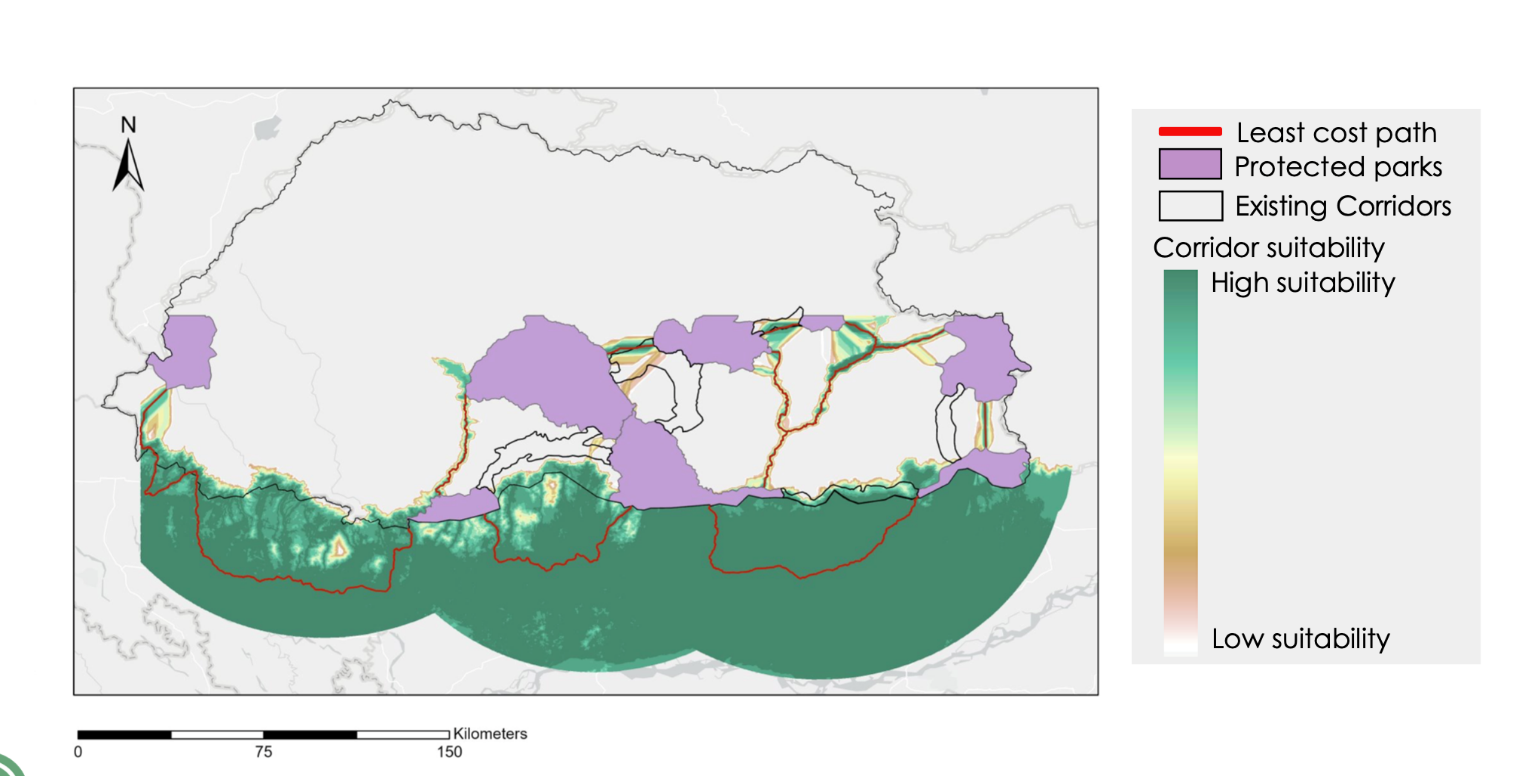 N
Least cost path
Protected parks
Existing Corridors
Corridor suitability
High suitability
Low suitability
Kilometers
0 75 150